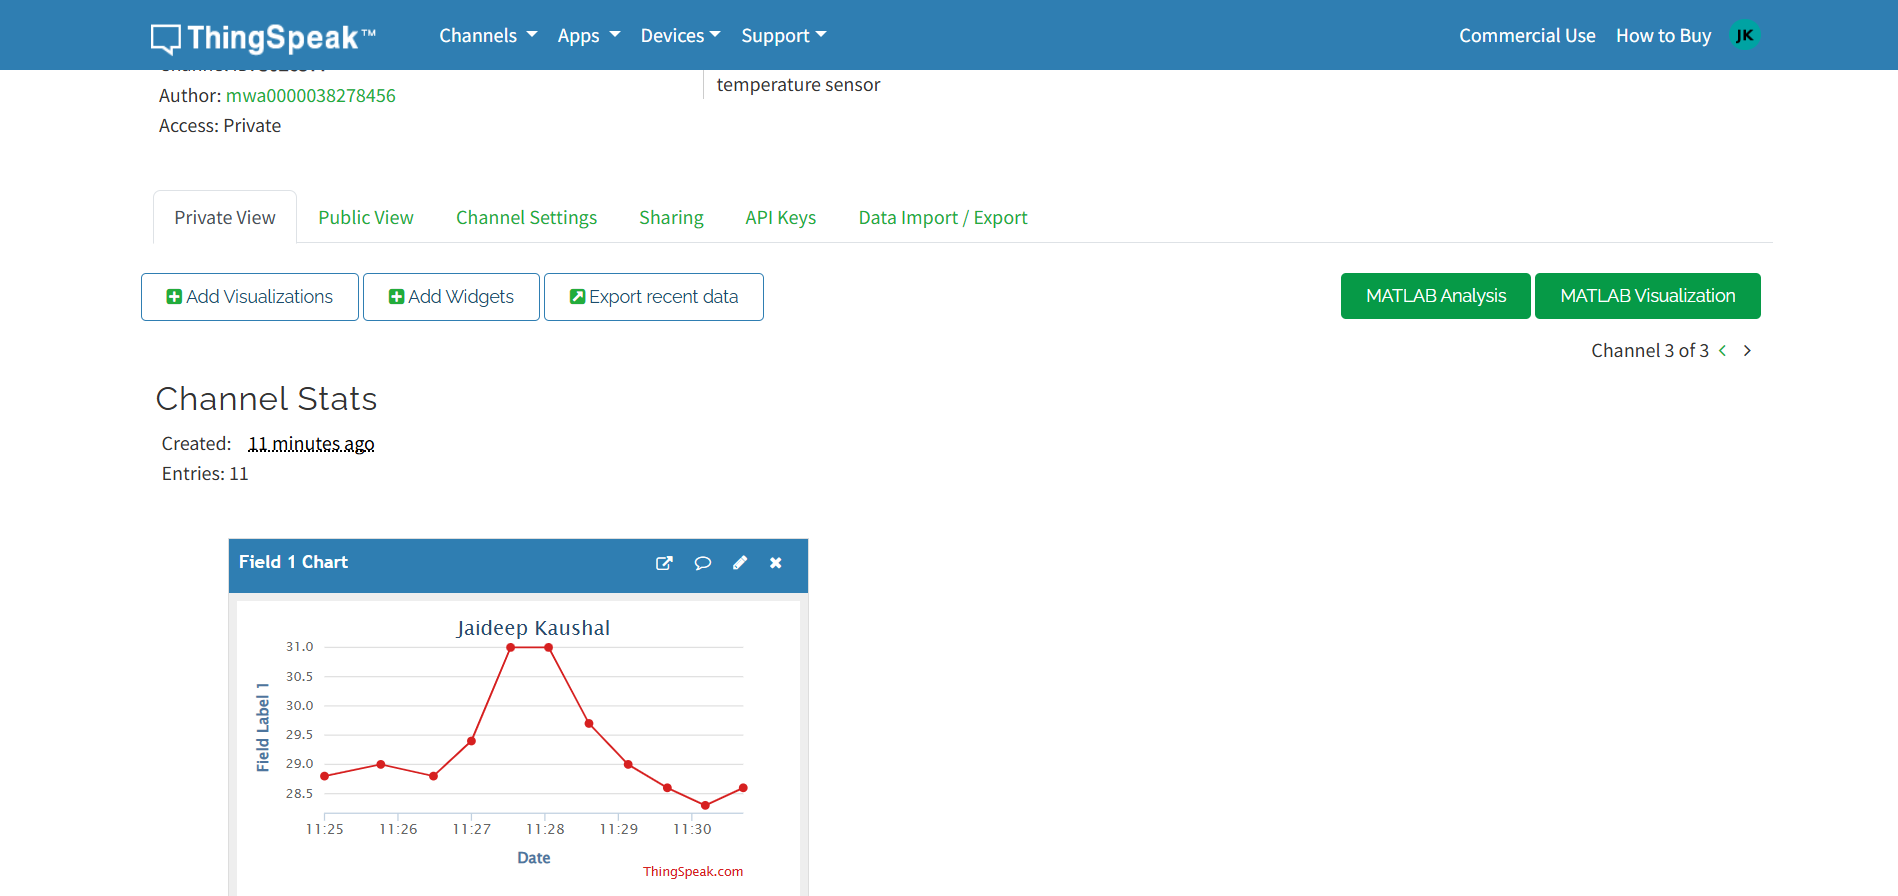 ThingSpeak™ Channels Apps Devices Support Commercial Use How to Buy JK
temperature sensor
Author: mwa0000038278456
Access: Private
Private View Public View Channel Settings Sharing API Keys Data Import / Export
Add Visualizations Add Widgets Export recent data MATLAB Analysis MATLAB Visualization
Channel 3 of 3 < >
Channel Stats
Created: 11 minutes ago
Entries: 11
Field 1 Chart
Jaideep Kaushal
Field Label 1
31.0
30.5
30.0
29.5
29.0
28.5
11:25 11:26 11:27 11:28 11:29 11:30
Date
ThingSpeak.com